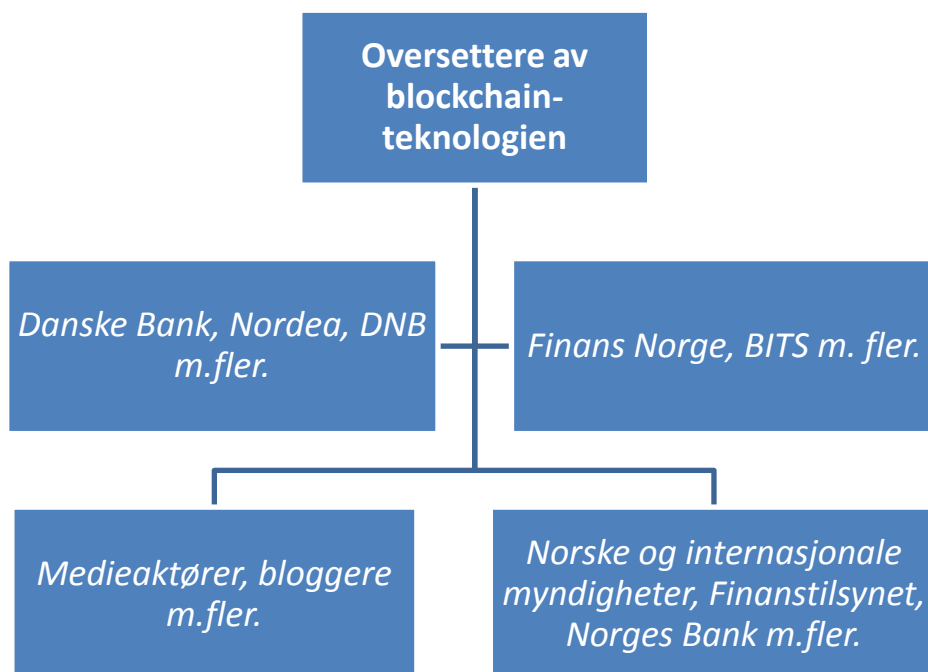 Oversettere av
blockchain-
teknologien
Danske Bank, Nordea, DNB
m.fler.
Finans Norge, BITS m. fler.
Medieaktører, bloggere
m.fler.
Norske og internasjonale
myndigheter, Finanstilsynet,
Norges Bank m.fler.